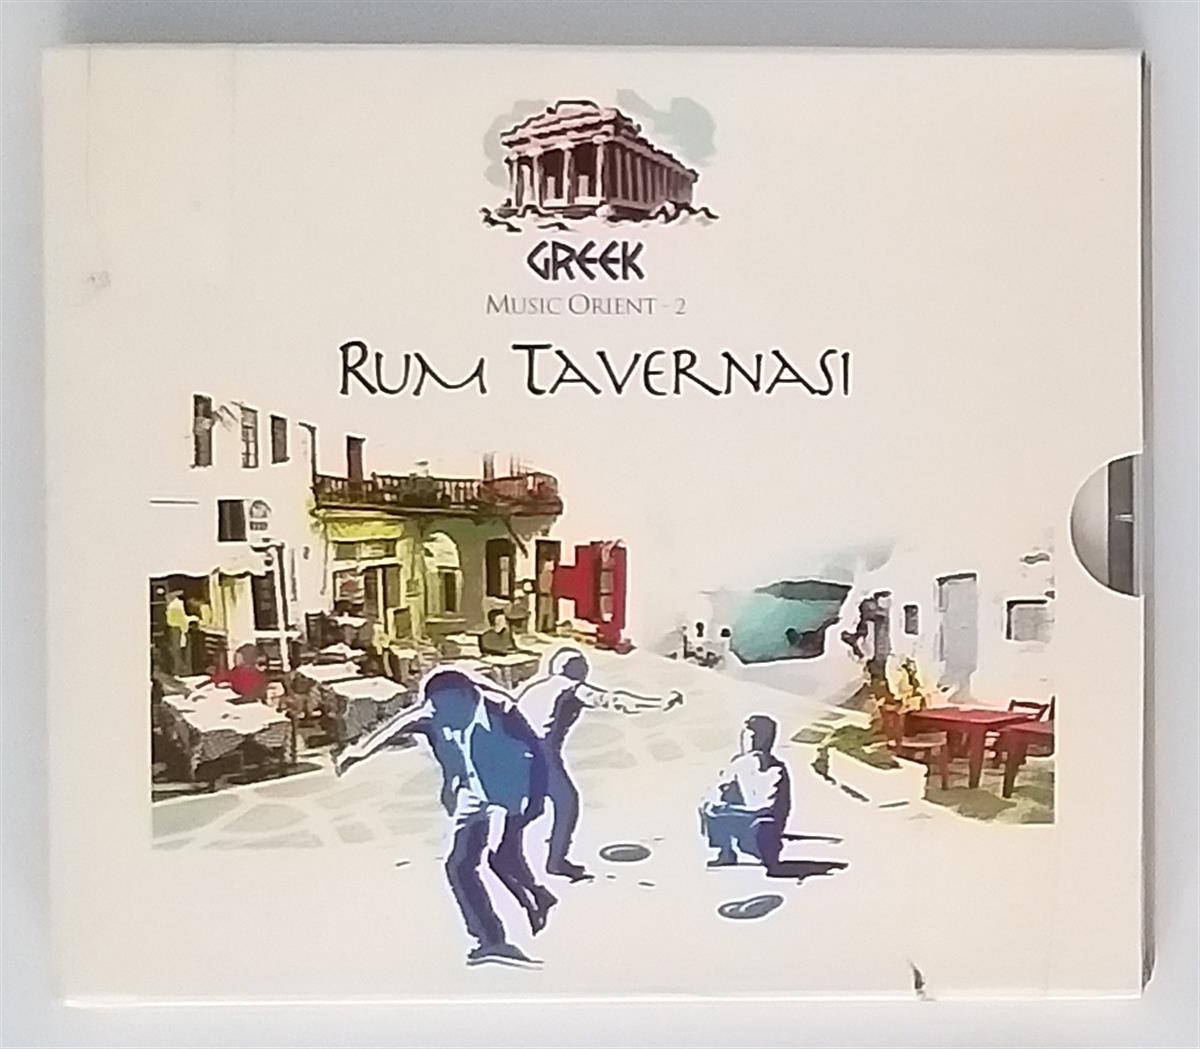 GREEK
MUSIC ORIENT - 2
RUM TAVERNASI